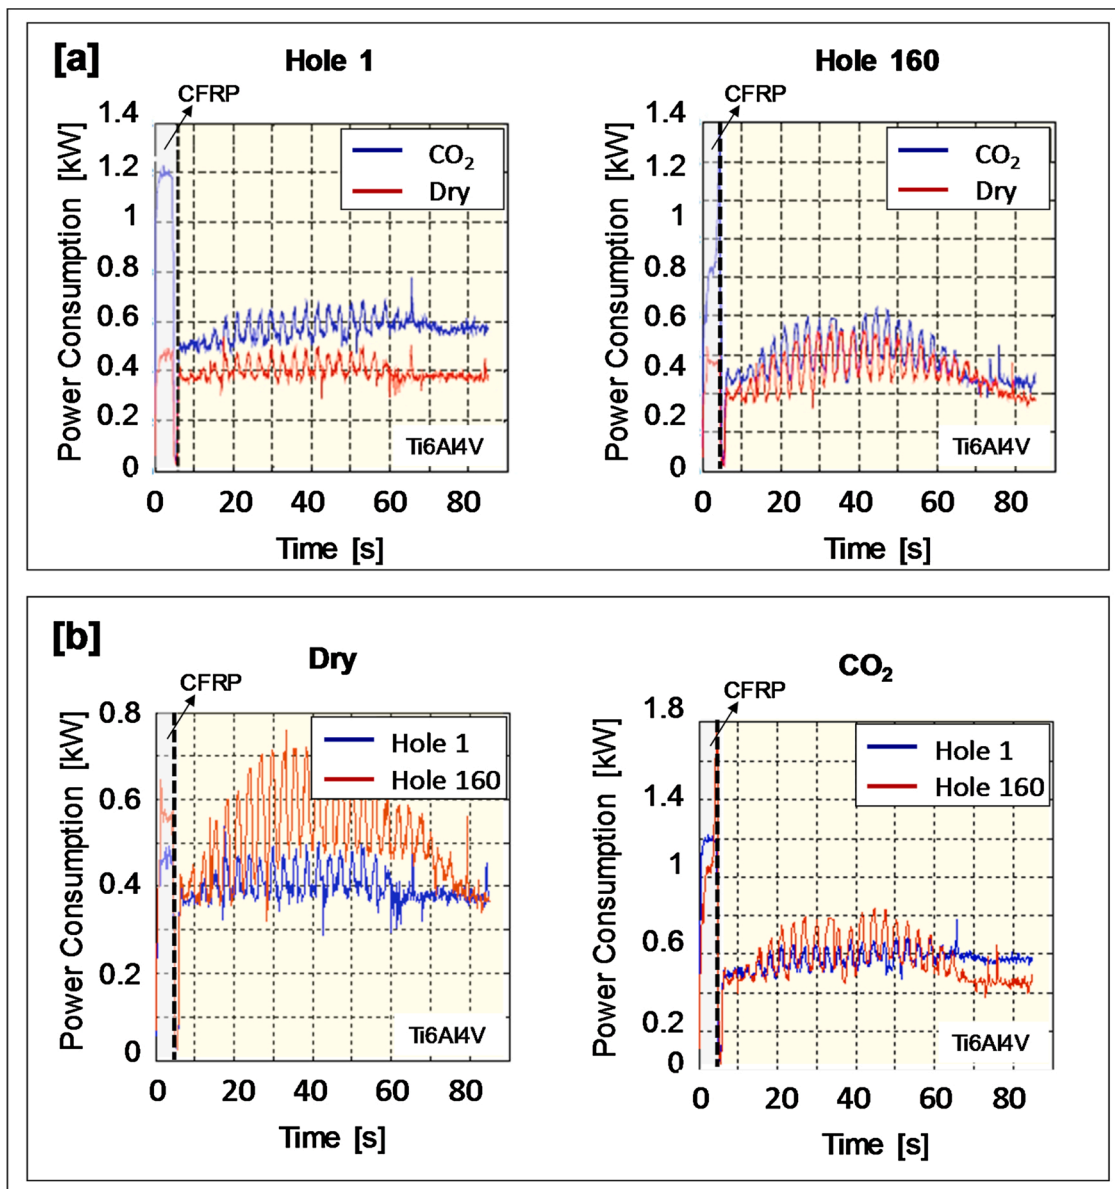 [a]
Hole 1
CFRP
Power Consumption [kW]
1.4
1.2
1
0.8
0.6
0.4
0.2
0
CO₂
Dry
Ti6Al4V
0 20 40 60 80
Time [s]
Hole 160
CFRP
Power Consumption [kW]
1.4
1.2
1
0.8
0.6
0.4
0.2
0
CO₂
Dry
Ti6Al4V
0 20 40 60 80
Time [s]
[b]
Dry
CFRP
Power Consumption [kW]
0.8
0.6
0.4
0.2
0
Hole 1
Hole 160
Ti6Al4V
0 20 40 60 80
Time [s]
CO₂
CFRP
Power Consumption [kW]
1.8
1.4
1
0.6
0.2
0
Hole 1
Hole 160
Ti6Al4V
0 20 40 60 80
Time [s]